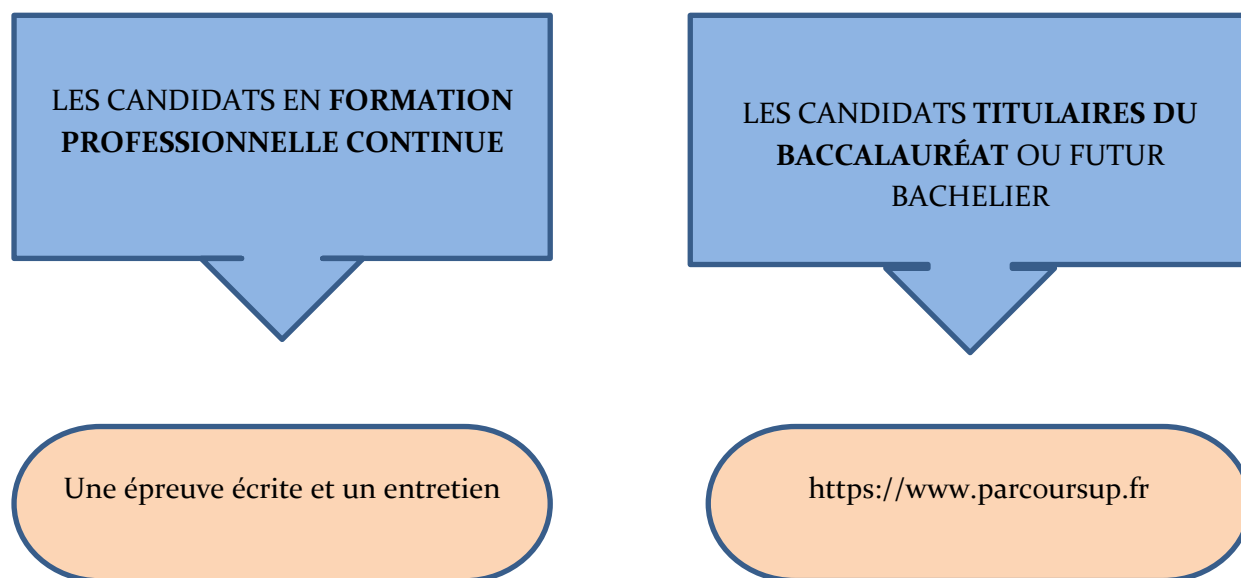 LES CANDIDATS EN FORMATION
PROFESSIONNELLE CONTINUE
LES CANDIDATS TITULAIRES DU
BACCALAURÉAT OU FUTUR
BACHELIER
Une épreuve écrite et un entretien
https://www.parcoursup.fr